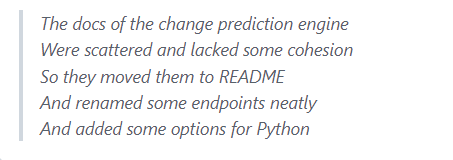 The docs of the change prediction engine
Were scattered and lacked some cohesion
So they moved them to README
And renamed some endpoints neatly
And added some options for Python